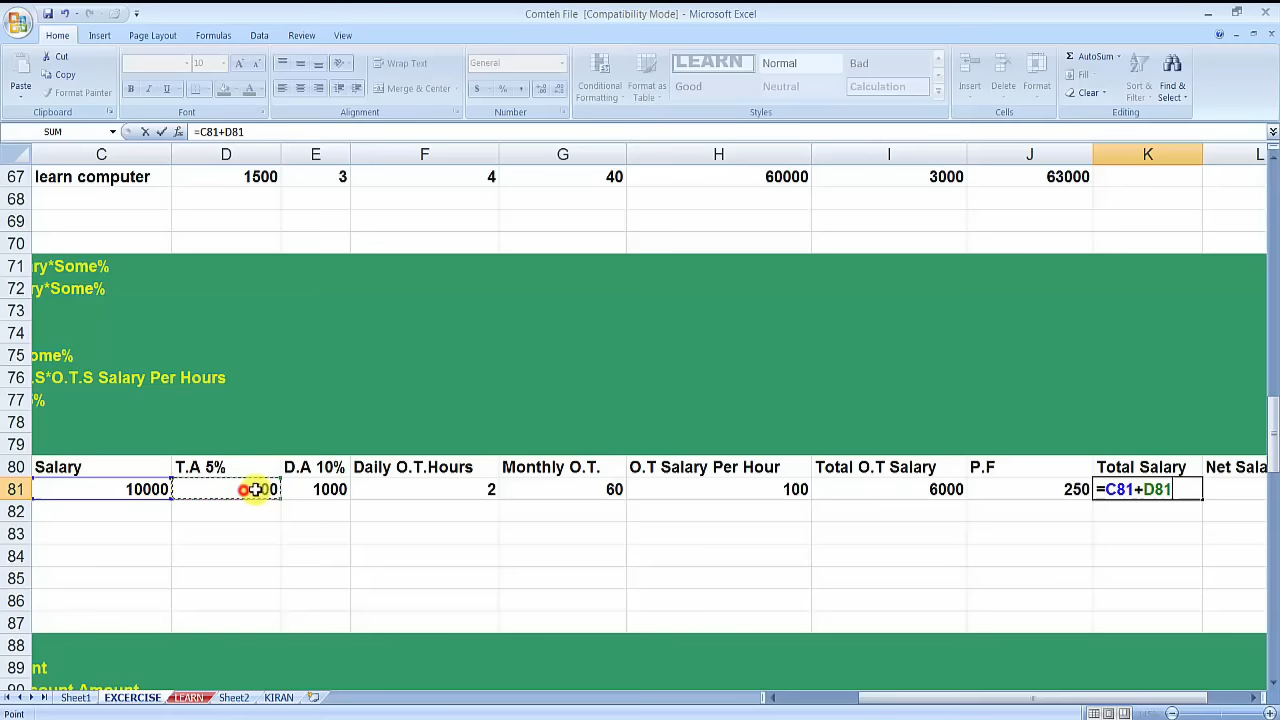 Comteh File [Compatibility Mode] - Microsoft Excel
Home Insert Page Layout Formulas Data Review View
Cut
Copy
Format Painter
Paste
Clipboard
10
Font
Wrap Text
Merge & Center
Alignment
General
Number
Conditional Formatting
Format as Table
LEARN Normal Bad
Good Neutral Calculation
Styles
Insert Delete Format
Cells
AutoSum
Fill
Clear
Sort & Filter
Find & Select
Editing
SUM =C81+D81
C D E F G H I J K L
67 learn computer 1500 3 4 40 60000 3000 63000
68
69
70
71 ry*Some%
72 ry*Some%
73
74
75 ome%
76 .S*O.T.S Salary Per Hours
77 %
78
79
80 Salary T.A 5% D.A 10% Daily O.T.Hours Monthly O.T. O.T Salary Per Hour Total O.T Salary P.F Total Salary Net Sala
81 10000 1000 2 60 100 6000 250 =C81+D81
82
83
84
85
86
87
88
89 nt
90 count Amount
Sheet1 EXCERCISE LEARN Sheet2 KIRAN
Point